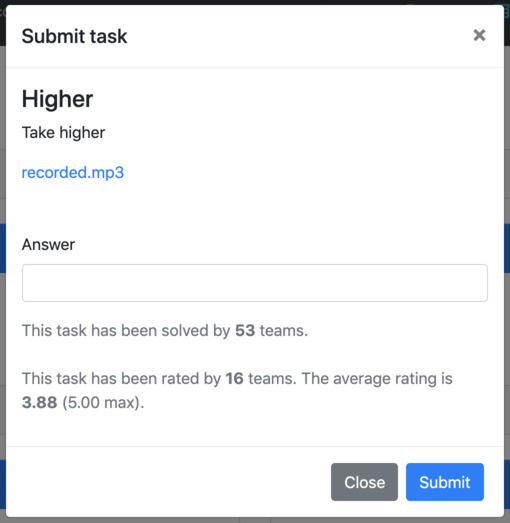 Submit task
×
Higher
Take higher
recorded.mp3
Answer
This task has been solved by 53 teams.
This task has been rated by 16 teams. The average rating is
3.88 (5.00 max).
Close Submit